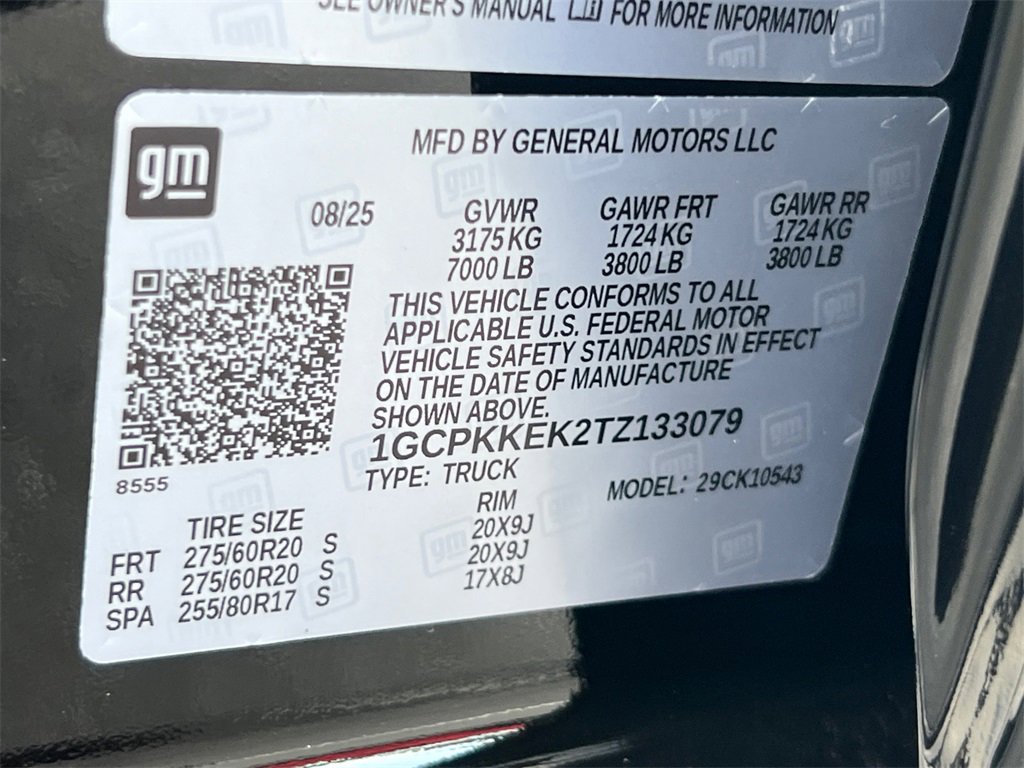 SEE OWNER'S MANUAL FOR MORE INFORMATION
gm
MFD BY GENERAL MOTORS LLC
08/25 GVWR GAWR FRT GAWR RR
3175 KG 1724 KG 1724 KG
7000 LB 3800 LB 3800 LB
THIS VEHICLE CONFORMS TO ALL
APPLICABLE U.S. FEDERAL MOTOR
VEHICLE SAFETY STANDARDS IN EFFECT
ON THE DATE OF MANUFACTURE
SHOWN ABOVE.
1GCPKKEK2TZ133079
8555
TYPE: TRUCK MODEL: 29CK10543
TIRE SIZE RIM
FRT 275/60R20 S 20X9J
RR 275/60R20 S 20X9J
SPA 255/80R17 S 17X8J